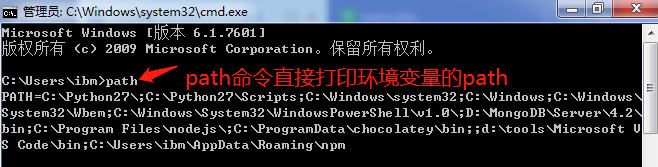 管理员: C:\Windows\system32\cmd.exe
Microsoft Windows [版本 6.1.7601]
版权所有 (c) 2009 Microsoft Corporation。保留所有权利。
C:\Users\ibm>path
path命令直接打印环境变量的path
PATH=C:\Python27\;C:\Python27\Scripts;C:\Windows\system32;C:\Windows;C:\Windows\
System32\Wbem;C:\Windows\System32\WindowsPowerShell\v1.0\;D:\MongoDB\Server\4.2\
bin;C:\Program Files\nodejs\;C:\ProgramData\chocolatey\bin;;d:\tools\Microsoft V
S Code\bin;C:\Users\ibm\AppData\Roaming\npm